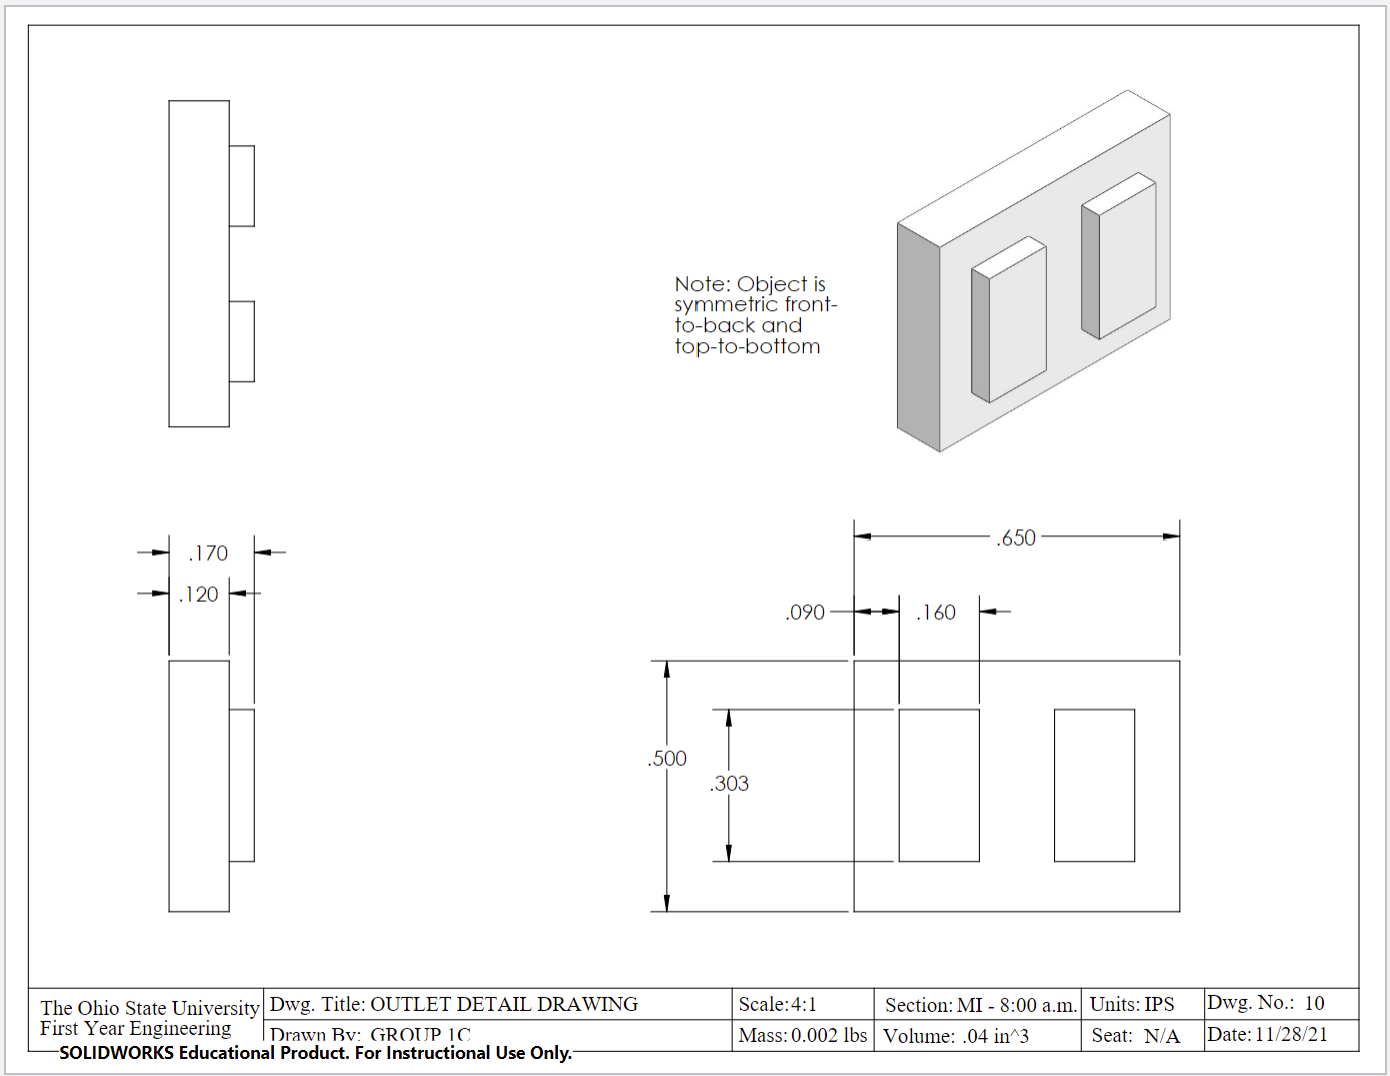 Note: Object is
symmetric front-
to-back and
top-to-bottom
.170
.120
.650
.090
.160
.500
.303
The Ohio State University
First Year Engineering
Dwg. Title: OUTLET DETAIL DRAWING
Drawn By: GROUP 1C
Scale: 4:1
Mass: 0.002 lbs
Section: MI - 8:00 a.m.
Volume: .04 in^3
Units: IPS
Seat: N/A
Dwg. No.: 10
Date: 11/28/21
SOLIDWORKS Educational Product. For Instructional Use Only.